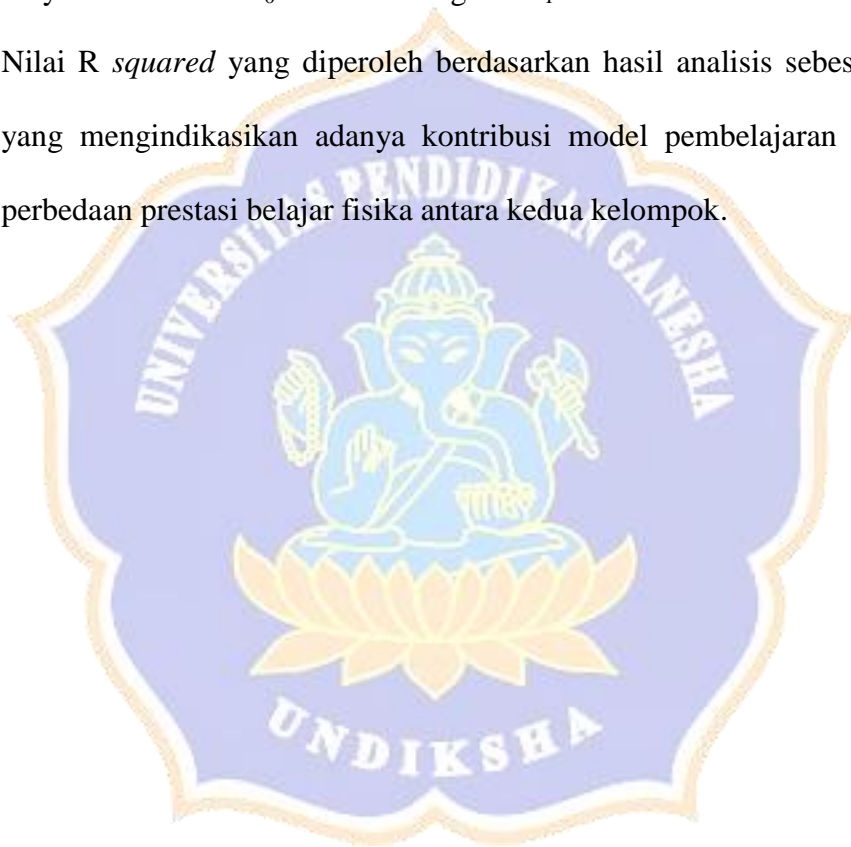 Nilai R squared yang diperoleh berdasarkan hasil analisis
yang mengindikasikan adanya kontribusi model pembelajaran
perbedaan prestasi belajar fisika antara kedua kelompok.
UNIVERSITAS PENDIDIKAN GANESHA
UNDIKSHA